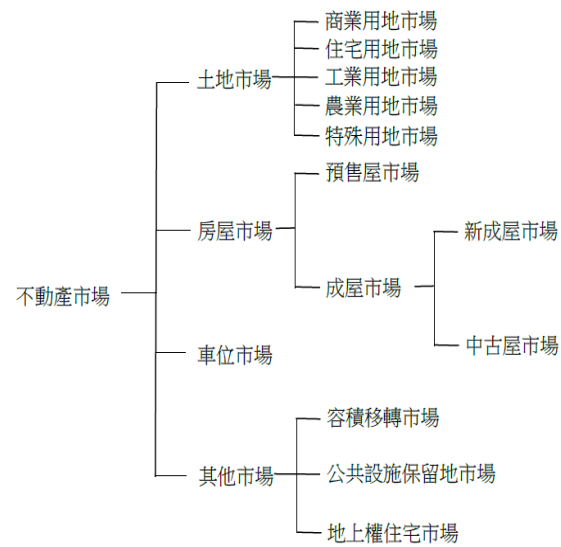 不動產市場
土地市場
商業用地市場
住宅用地市場
工業用地市場
農業用地市場
特殊用地市場
房屋市場
預售屋市場
成屋市場
新成屋市場
中古屋市場
車位市場
其他市場
容積移轉市場
公共設施保留地市場
地上權住宅市場